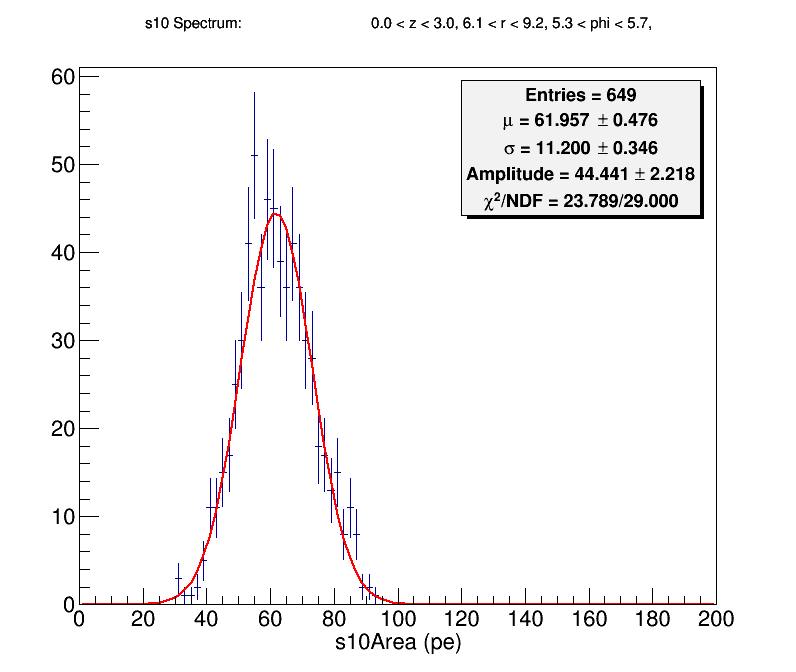 s10 Spectrum: 0.0 < z < 3.0, 6.1 < r < 9.2, 5.3 < phi < 5.7,
Entries = 649
μ = 61.957 ± 0.476
σ = 11.200 ± 0.346
Amplitude = 44.441 ± 2.218
χ²/NDF = 23.789/29.000
60
50
40
30
20
10
0
0 20 40 60 80 100 120 140 160 180 200
s10Area (pe)